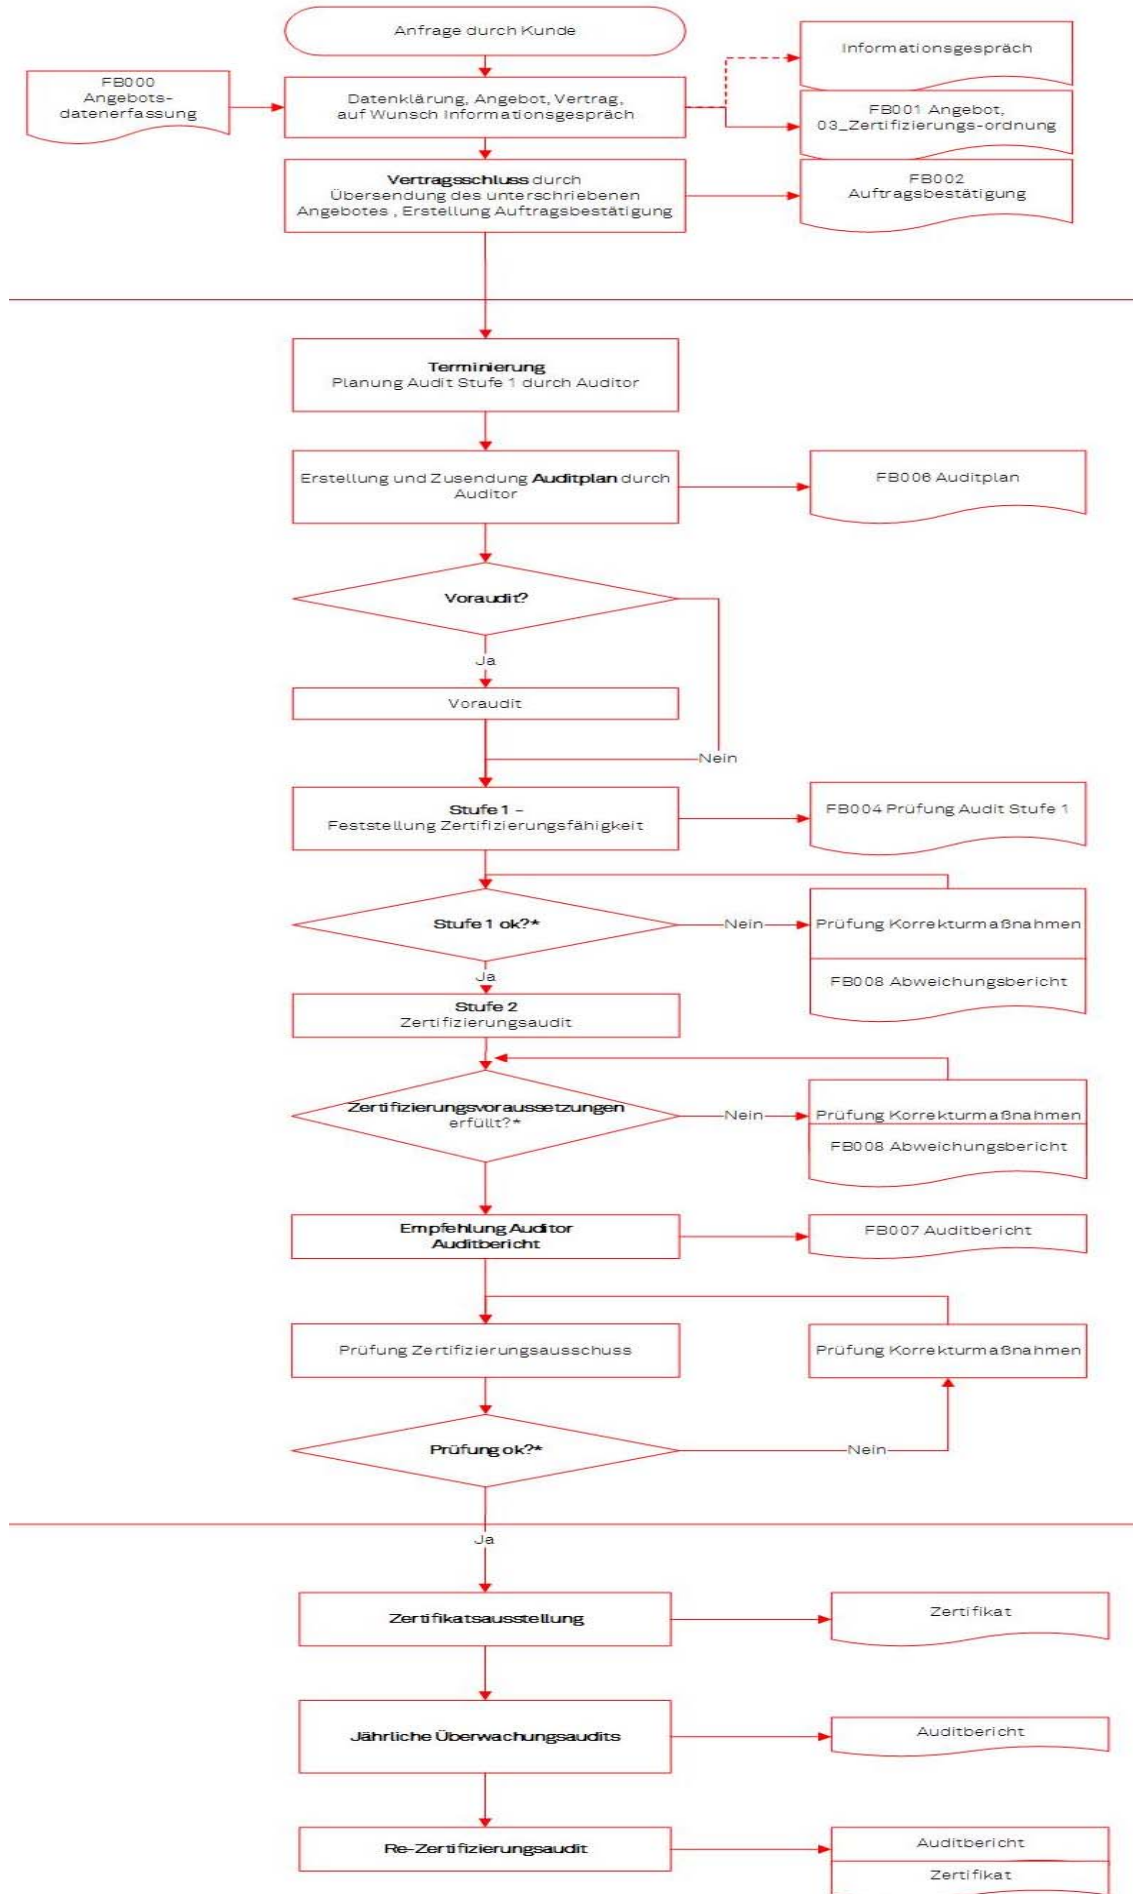 Anfrage durch Kunde
Informationsgespräch
FB000
Angebots-
datenerfassung
Datenklärung, Angebot, Vertrag,
auf Wunsch Informationsgespräch
FB001 Angebot,
03_Zertifizierungs-ordnung
Vertragsschluss durch
Übersendung des unterschriebenen
Angebotes , Erstellung Auftragsbestätigung
FB002
Auftragsbestätigung
Terminierung
Planung Audit Stufe 1 durch Auditor
Erstellung und Zusendung Auditplan durch
Auditor
FB006 Auditplan
Voraudit?
Ja
Voraudit
Nein
Stufe 1 –
Feststellung Zertifizierungsfähigkeit
FB004 Prüfung Audit Stufe 1
Stufe 1 ok?*
Nein
Prüfung Korrekturmaßnahmen
FB008 Abweichungsbericht
Ja
Stufe 2
Zertifizierungsaudit
Zertifizierungsvoraussetzungen
erfüllt?*
Nein
Prüfung Korrekturmaßnahmen
FB008 Abweichungsbericht
Empfehlung Auditor
Auditbericht
FB007 Auditbericht
Prüfung Zertifizierungsausschuss
Prüfung Korrekturmaßnahmen
Prüfung ok?*
Nein
Ja
Zertifikatsausstellung
Zertifikat
Jährliche Überwachungsaudits
Auditbericht
Re-Zertifizierungsaudit
Auditbericht
Zertifikat